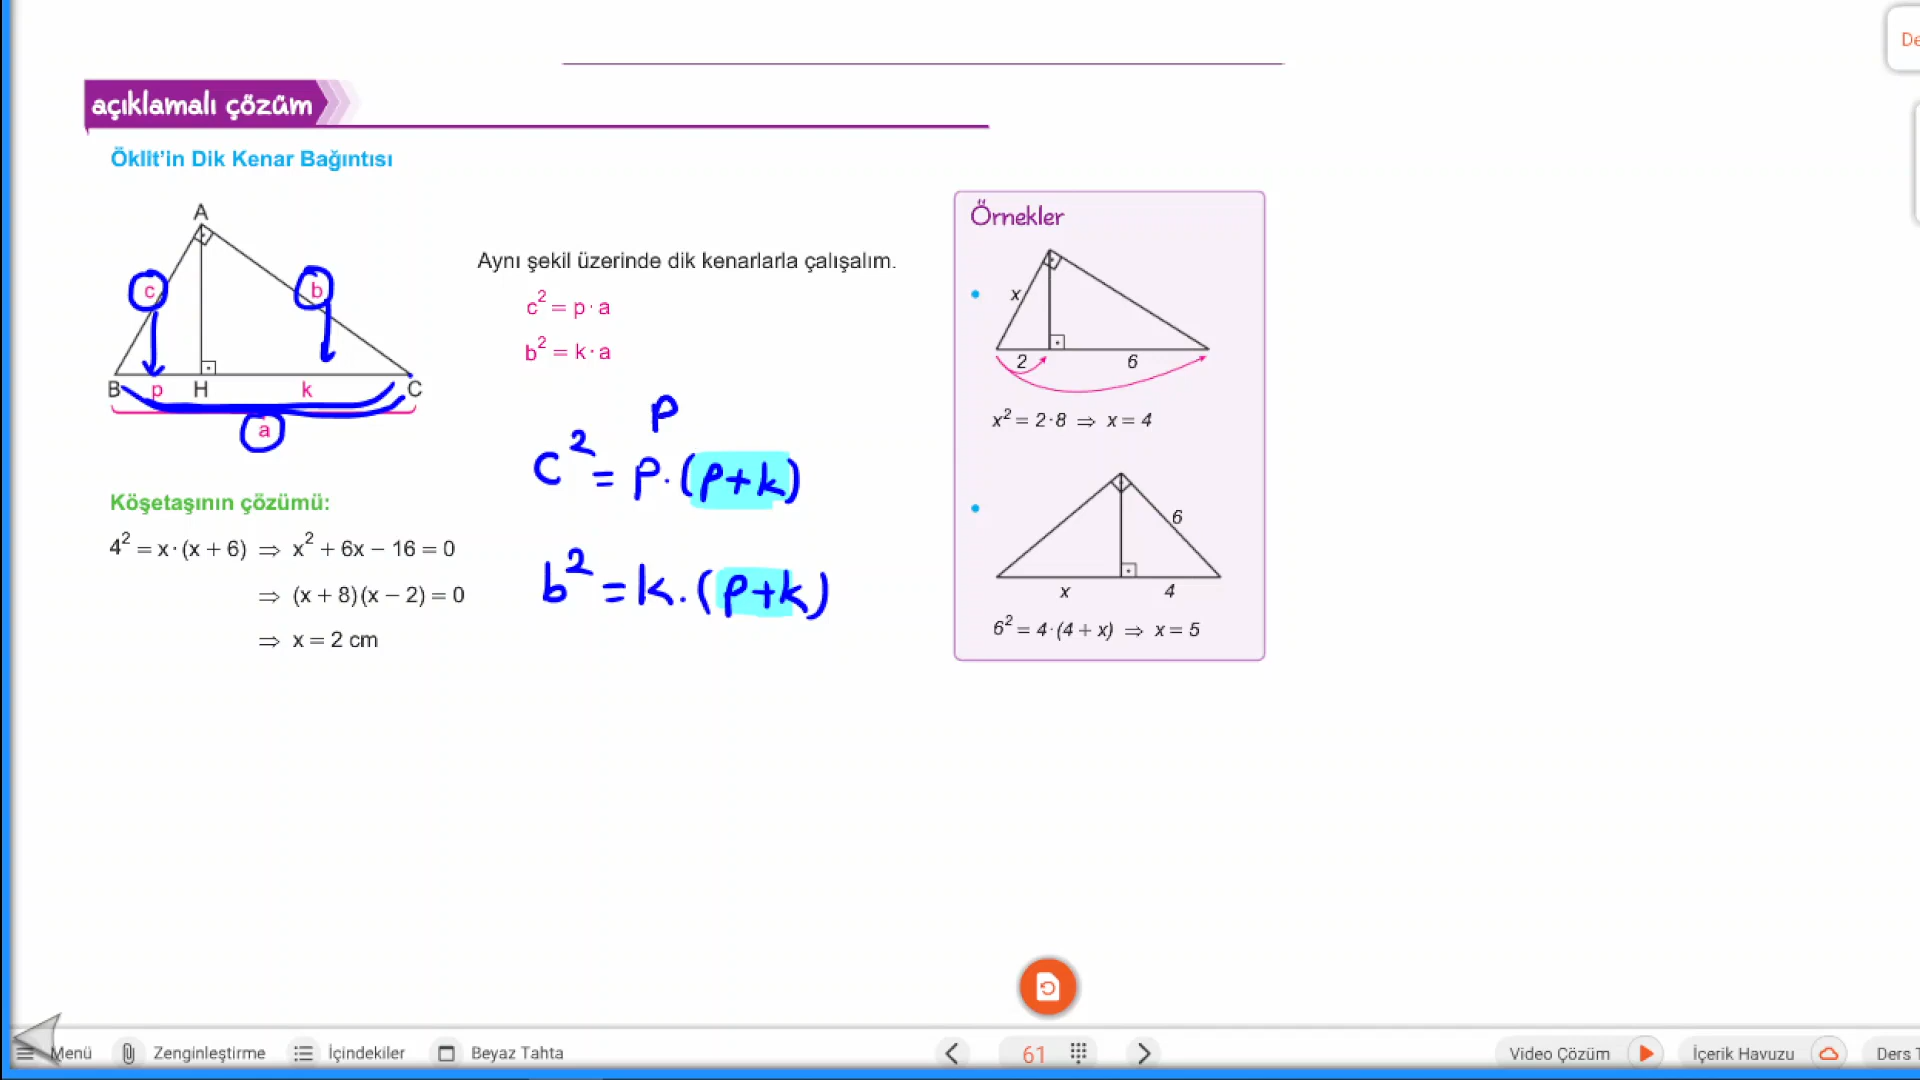 De
açıklamalı çözüm
Öklit'in Dik Kenar Bağıntısı
A
c
b
B
p
H
k
C
a
Aynı şekil üzerinde dik kenarlarla çalışalım.
c² = p · a
b² = k · a
p
c² = p · (p+k)
b² = k · (p+k)
Köşetaşının çözümü:
4² = x · (x + 6) ⇒ x² + 6x – 16 = 0
⇒ (x + 8)(x – 2) = 0
⇒ x = 2 cm
Örnekler
x
2
6
x² = 2·8 ⇒ x = 4
6
x
4
6² = 4·(4 + x) ⇒ x = 5
Menü
Zenginleştirme
İçindekiler
Beyaz Tahta
61
Video Çözüm
İçerik Havuzu
Ders